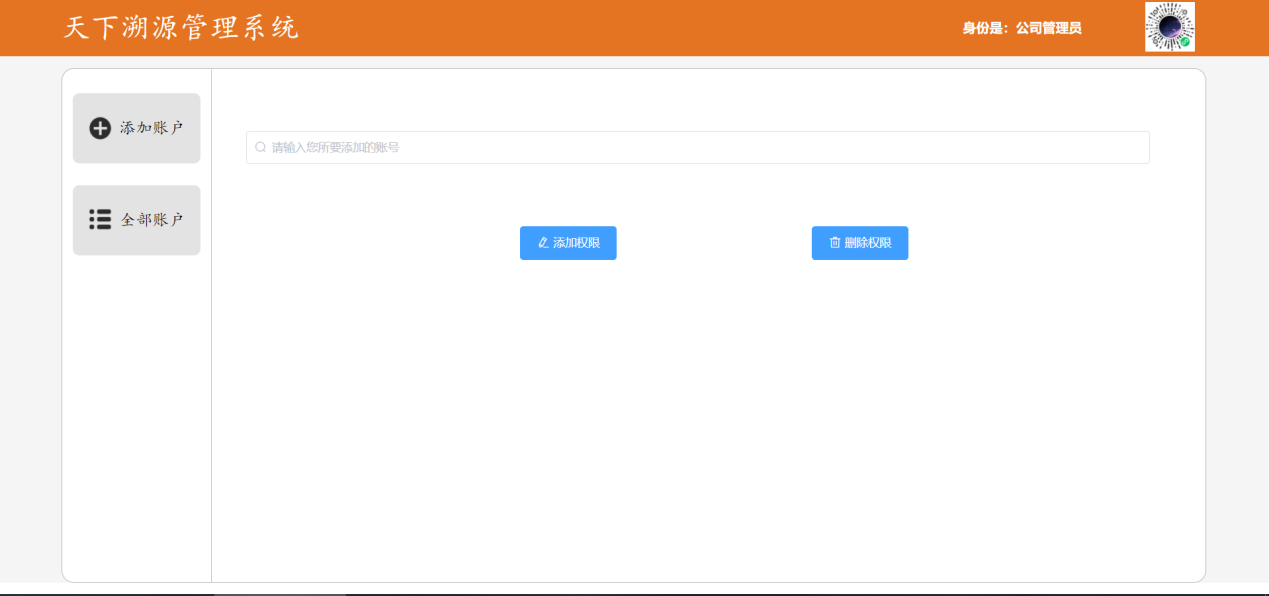 天下溯源管理系统
身份是：公司管理员
添加账户
全部账户
请输入您所要添加的账号
添加权限
删除权限